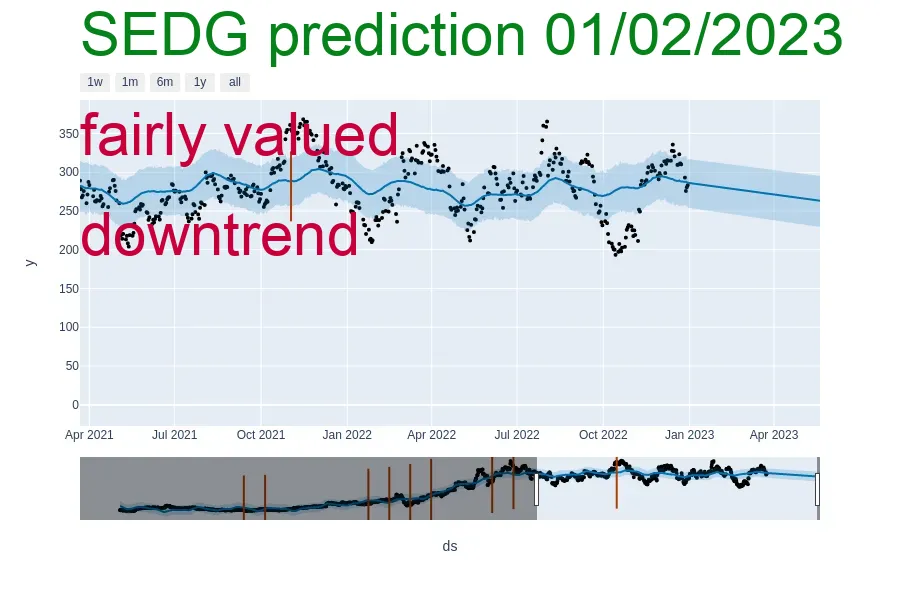 SEDG prediction 01/02/2023
1w 1m 6m 1y all
fairly valued
downtrend
350
300
250
200
150
100
50
0
y
Apr 2021 Jul 2021 Oct 2021 Jan 2022 Apr 2022 Jul 2022 Oct 2022 Jan 2023 Apr 2023
ds